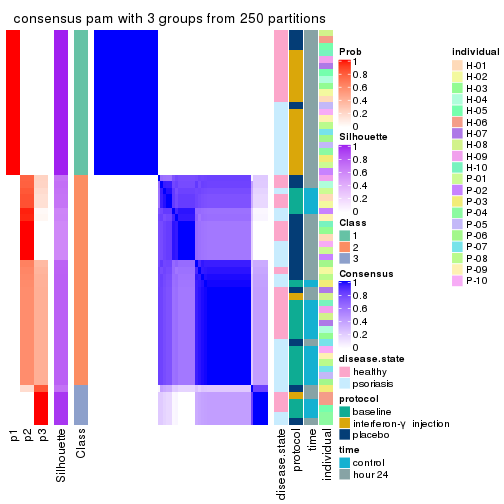 consensus pam with 3 groups from 250 partitions
Prob
1
0.8
0.6
0.4
0.2
0
Silhouette
1
0.8
0.6
0.4
0.2
0
Class
1
2
3
Consensus
1
0.8
0.6
0.4
0.2
0
disease.state
healthy
psoriasis
protocol
baseline
interferon-γ injection
placebo
time
control
hour 24
individual
H-01
H-02
H-03
H-04
H-05
H-06
H-07
H-08
H-09
H-10
P-01
P-02
P-03
P-04
P-05
P-06
P-07
P-08
P-09
P-10
p1
p2
p3
Silhouette
Class
disease.state
protocol
time
individual